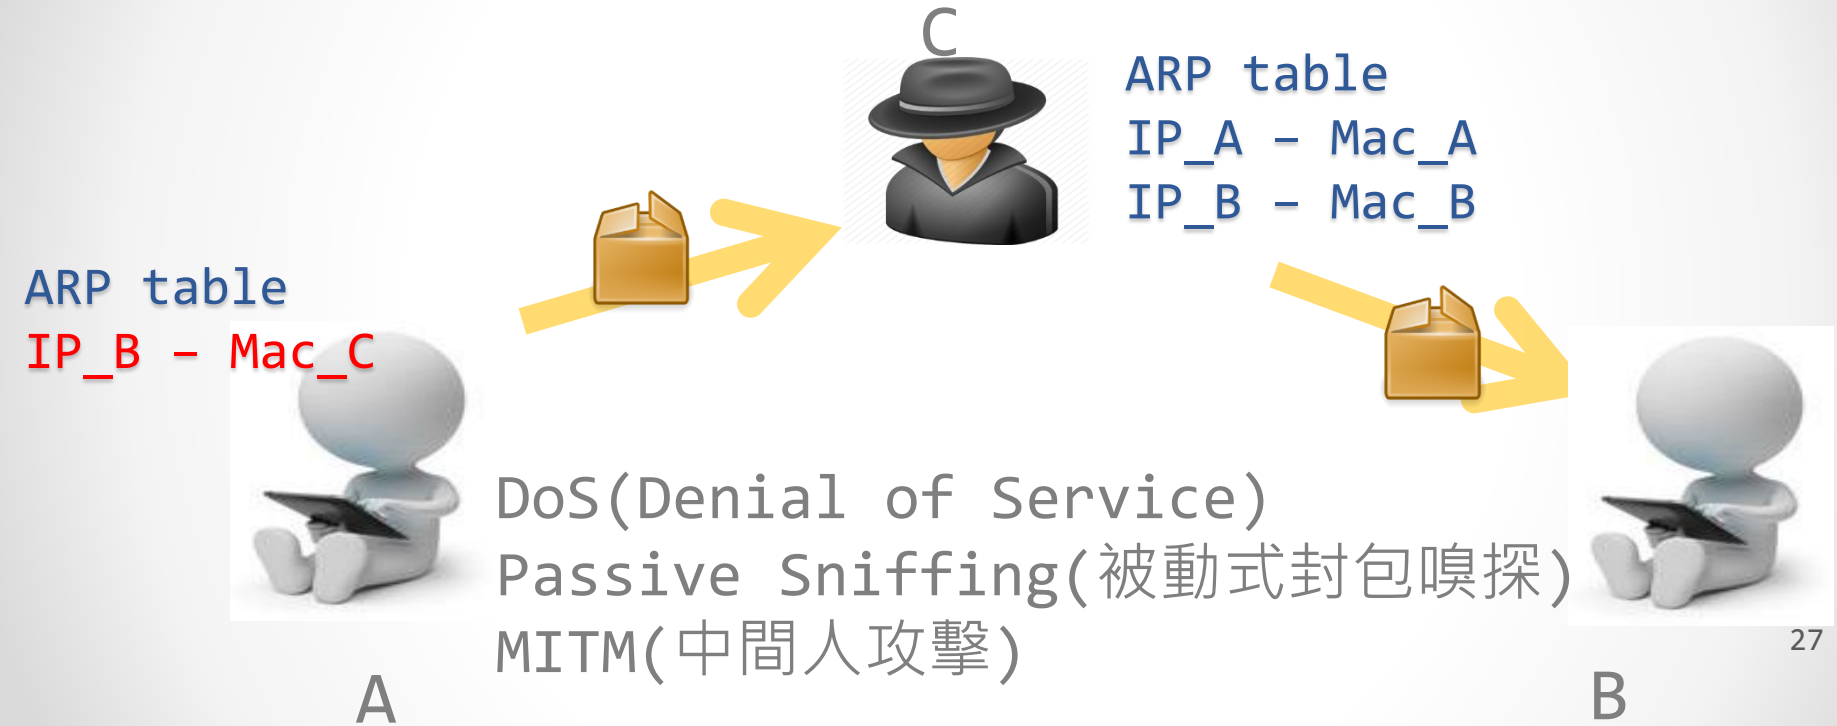 C
ARP table
IP_A – Mac_A
IP_B – Mac_B
ARP table
IP_B – Mac_C
DoS(Denial of Service)
Passive Sniffing(被動式封包嗅探)
MITM(中間人攻擊)
27
A
B